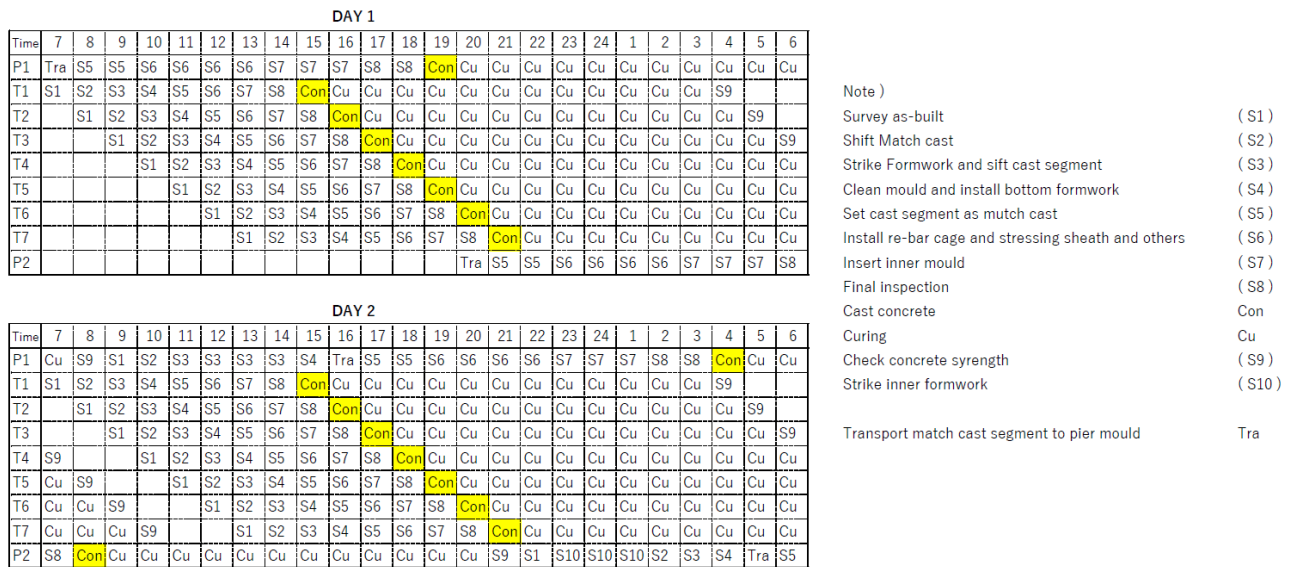 DAY 1
Time 7 8 9 10 11 12 13 14 15 16 17 18 19 20 21 22 23 24 1 2 3 4 5 6
P1 Tra S5 S5 S6 S6 S6 S6 S7 S7 S7 S8 S8 Con Cu Cu Cu Cu Cu Cu Cu Cu Cu Cu Cu
T1 S1 S2 S3 S4 S5 S6 S7 S8 Con Cu Cu Cu Cu Cu Cu Cu Cu Cu Cu Cu Cu S9
T2 S1 S2 S3 S4 S5 S6 S7 S8 Con Cu Cu Cu Cu Cu Cu Cu Cu Cu Cu Cu Cu S9
T3 S1 S2 S3 S4 S5 S6 S7 S8 Con Cu Cu Cu Cu Cu Cu Cu Cu Cu Cu Cu Cu S9
T4 S1 S2 S3 S4 S5 S6 S7 S8 Con Cu Cu Cu Cu Cu Cu Cu Cu Cu Cu Cu Cu
T5 S1 S2 S3 S4 S5 S6 S7 S8 Con Cu Cu Cu Cu Cu Cu Cu Cu Cu Cu Cu
T6 S1 S2 S3 S4 S5 S6 S7 S8 Con Cu Cu Cu Cu Cu Cu Cu Cu Cu Cu
T7 S1 S2 S3 S4 S5 S6 S7 S8 Con Cu Cu Cu Cu Cu Cu Cu Cu Cu
P2 Tra S5 S5 S6 S6 S6 S6 S7 S7 S7 S8
DAY 2
Time 7 8 9 10 11 12 13 14 15 16 17 18 19 20 21 22 23 24 1 2 3 4 5 6
P1 Cu S9 S1 S2 S3 S3 S3 S3 S4 Tra S5 S5 S6 S6 S6 S6 S7 S7 S7 S8 S8 Con Cu Cu
T1 S1 S2 S3 S4 S5 S6 S7 S8 Con Cu Cu Cu Cu Cu Cu Cu Cu Cu Cu Cu Cu S9
T2 S1 S2 S3 S4 S5 S6 S7 S8 Con Cu Cu Cu Cu Cu Cu Cu Cu Cu Cu Cu Cu S9
T3 S1 S2 S3 S4 S5 S6 S7 S8 Con Cu Cu Cu Cu Cu Cu Cu Cu Cu Cu Cu Cu S9
T4 S9 S1 S2 S3 S4 S5 S6 S7 S8 Con Cu Cu Cu Cu Cu Cu Cu Cu Cu Cu Cu Cu
T5 Cu S9 S1 S2 S3 S4 S5 S6 S7 S8 Con Cu Cu Cu Cu Cu Cu Cu Cu Cu Cu Cu
T6 Cu Cu S9 S1 S2 S3 S4 S5 S6 S7 S8 Con Cu Cu Cu Cu Cu Cu Cu Cu Cu Cu
T7 Cu Cu Cu S9 S1 S2 S3 S4 S5 S6 S7 S8 Con Cu Cu Cu Cu Cu Cu Cu Cu Cu
P2 S8 Con Cu Cu Cu Cu Cu Cu Cu Cu Cu Cu Cu Cu S9 S1 S10 S10 S10 S2 S3 S4 Tra S5
Note )
Survey as-built ( S1 )
Shift Match cast ( S2 )
Strike Formwork and sift cast segment ( S3 )
Clean mould and install bottom formwork ( S4 )
Set cast segment as mutch cast ( S5 )
Install re-bar cage and stressing sheath and others ( S6 )
Insert inner mould ( S7 )
Final inspection ( S8 )
Cast concrete Con
Curing Cu
Check concrete syrength ( S9 )
Strike inner formwork ( S10 )
Transport match cast segment to pier mould Tra